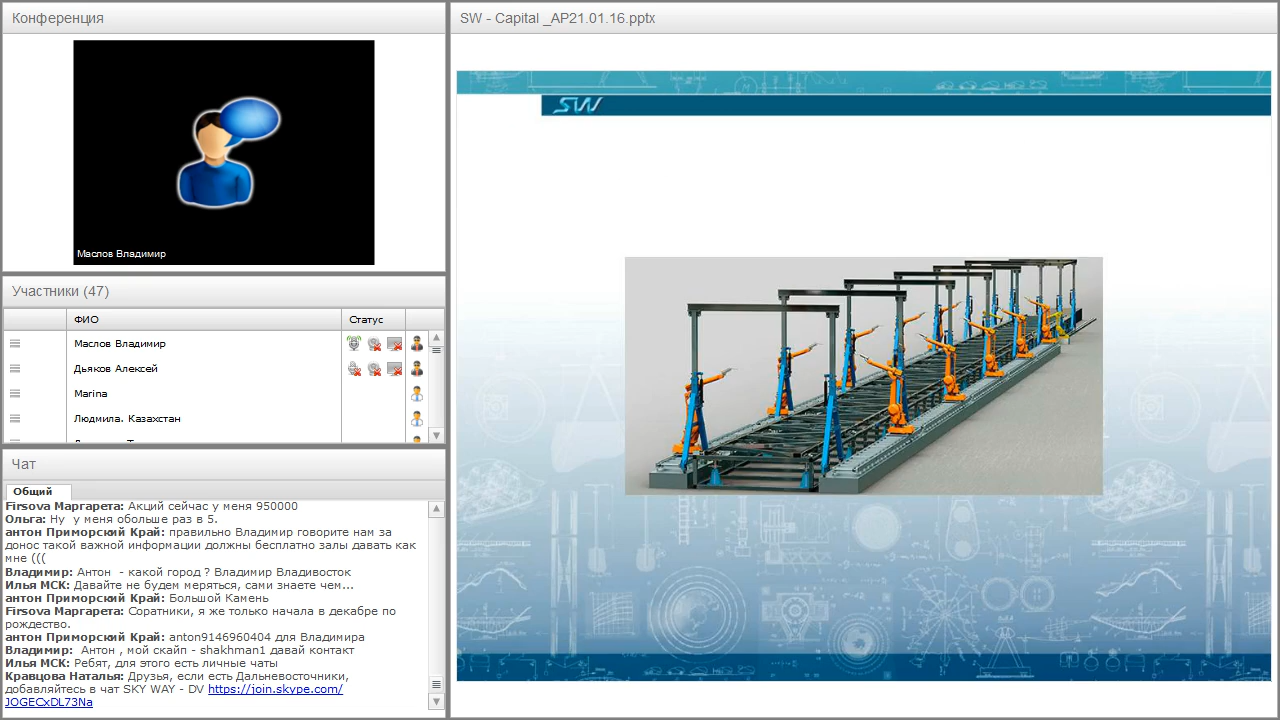 Конференция
Маслов Владимир
Участники (47)
ФИО
Статус
Маслов Владимир
Дьяков Алексей
Marina
Людмила. Казахстан
Чат
Общий
Firsova Маргарета: Акций сейчас у меня 950000
Ольга: Ну  у меня обольше раз в 5.
антон Приморский Край: правильно Владимир говорите нам за
донос такой важной информации должны бесплатно залы давать как
мне (((
Владимир: Антон  - какой город ? Владимир Владивосток
Илья МСК: Давайте не будем меряться, сами знаете чем...
антон Приморский Край: Большой Камень
Firsova Маргарета: Соратники, я же только начала в декабре по
рождество.
антон Приморский Край: anton9146960404 для Владимира
Владимир:  Антон , мой скайп - shakhman1 давай контакт
Илья МСК: Ребят, для этого есть личные чаты
Кравцова Наталья: Друзья, если есть Дальневосточники,
добавляйтесь в чат SKY WAY - DV https://join.skype.com/
JOGECxDL73Na
SW - Capital _AP21.01.16.pptx
SW